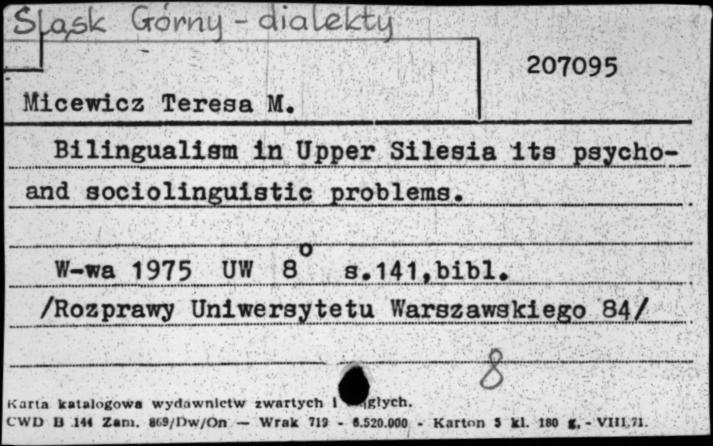 Śląsk Górny - dialekty
207095
Micewicz Teresa M.
Bilingualism in Upper Silesia its psycho-
and sociolinguistic problems.
W-wa 1975 UW 8° s.141,bibl.
/Rozprawy Uniwersytetu Warszawskiego 84/
8
Karta katalogowa wydawnictw zwartych i
CWD B 144 Zam. 869/Dw/On — Wrak 719 - 6.520.000 - Karton 5 kl. 180 g. - VIII.71.